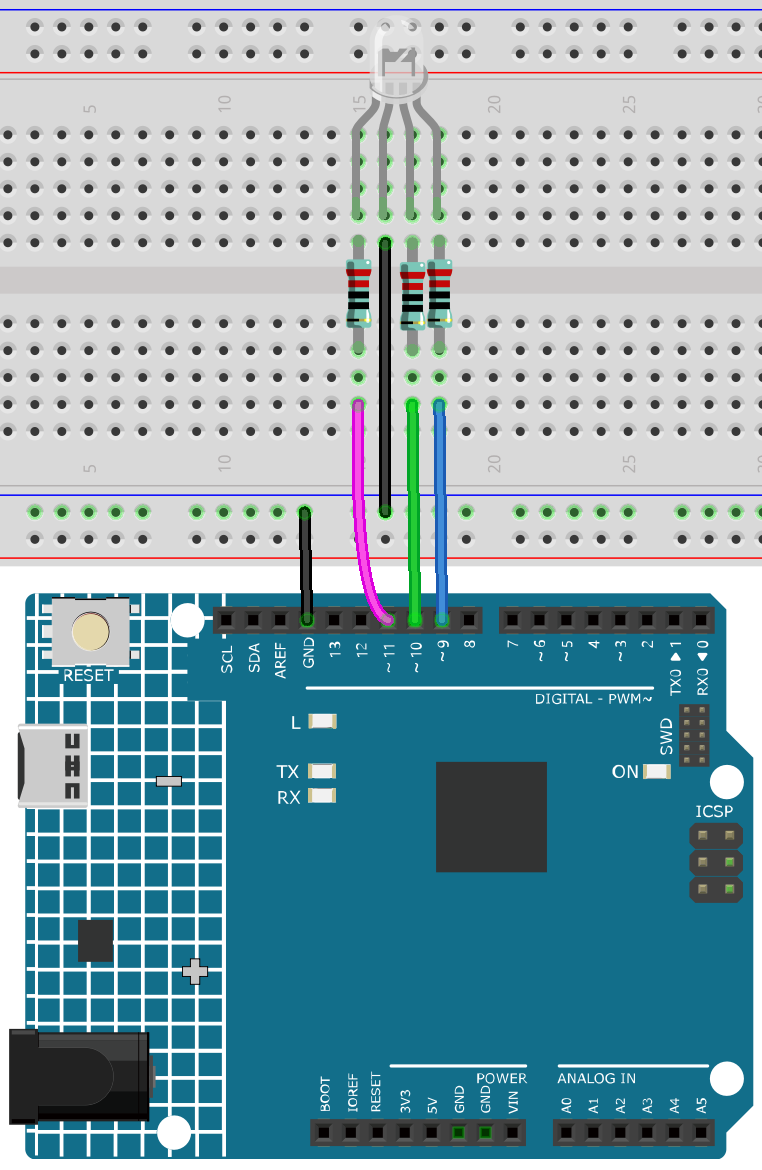 5 10 15 20 25 30
5 10 20 25 30
RESET
SCL SDA AREF GND 13 12 ~11 ~10 ~9 8 7 ~6 ~5 4 ~3 2 TX0▶1 RX0◀0
DIGITAL - PWM~
L
TX
RX
ON
SWD
ICSP
POWER
ANALOG IN
BOOT IOREF RESET 3V3 5V GND GND VIN A0 A1 A2 A3 A4 A5